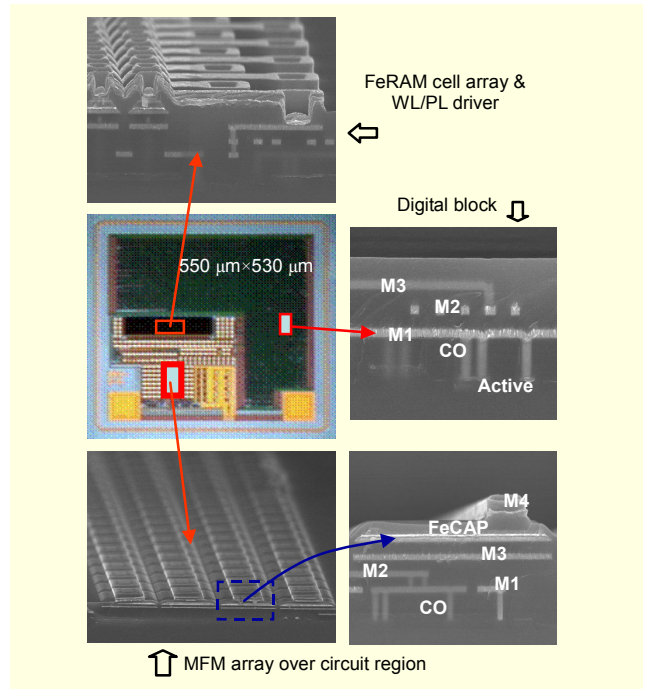 FeRAM cell array &
WL/PL driver
Digital block
550 μm×530 μm
M3
M2
M1
CO
Active
M4
FeCAP
M3
M2
M1
CO
MFM array over circuit region